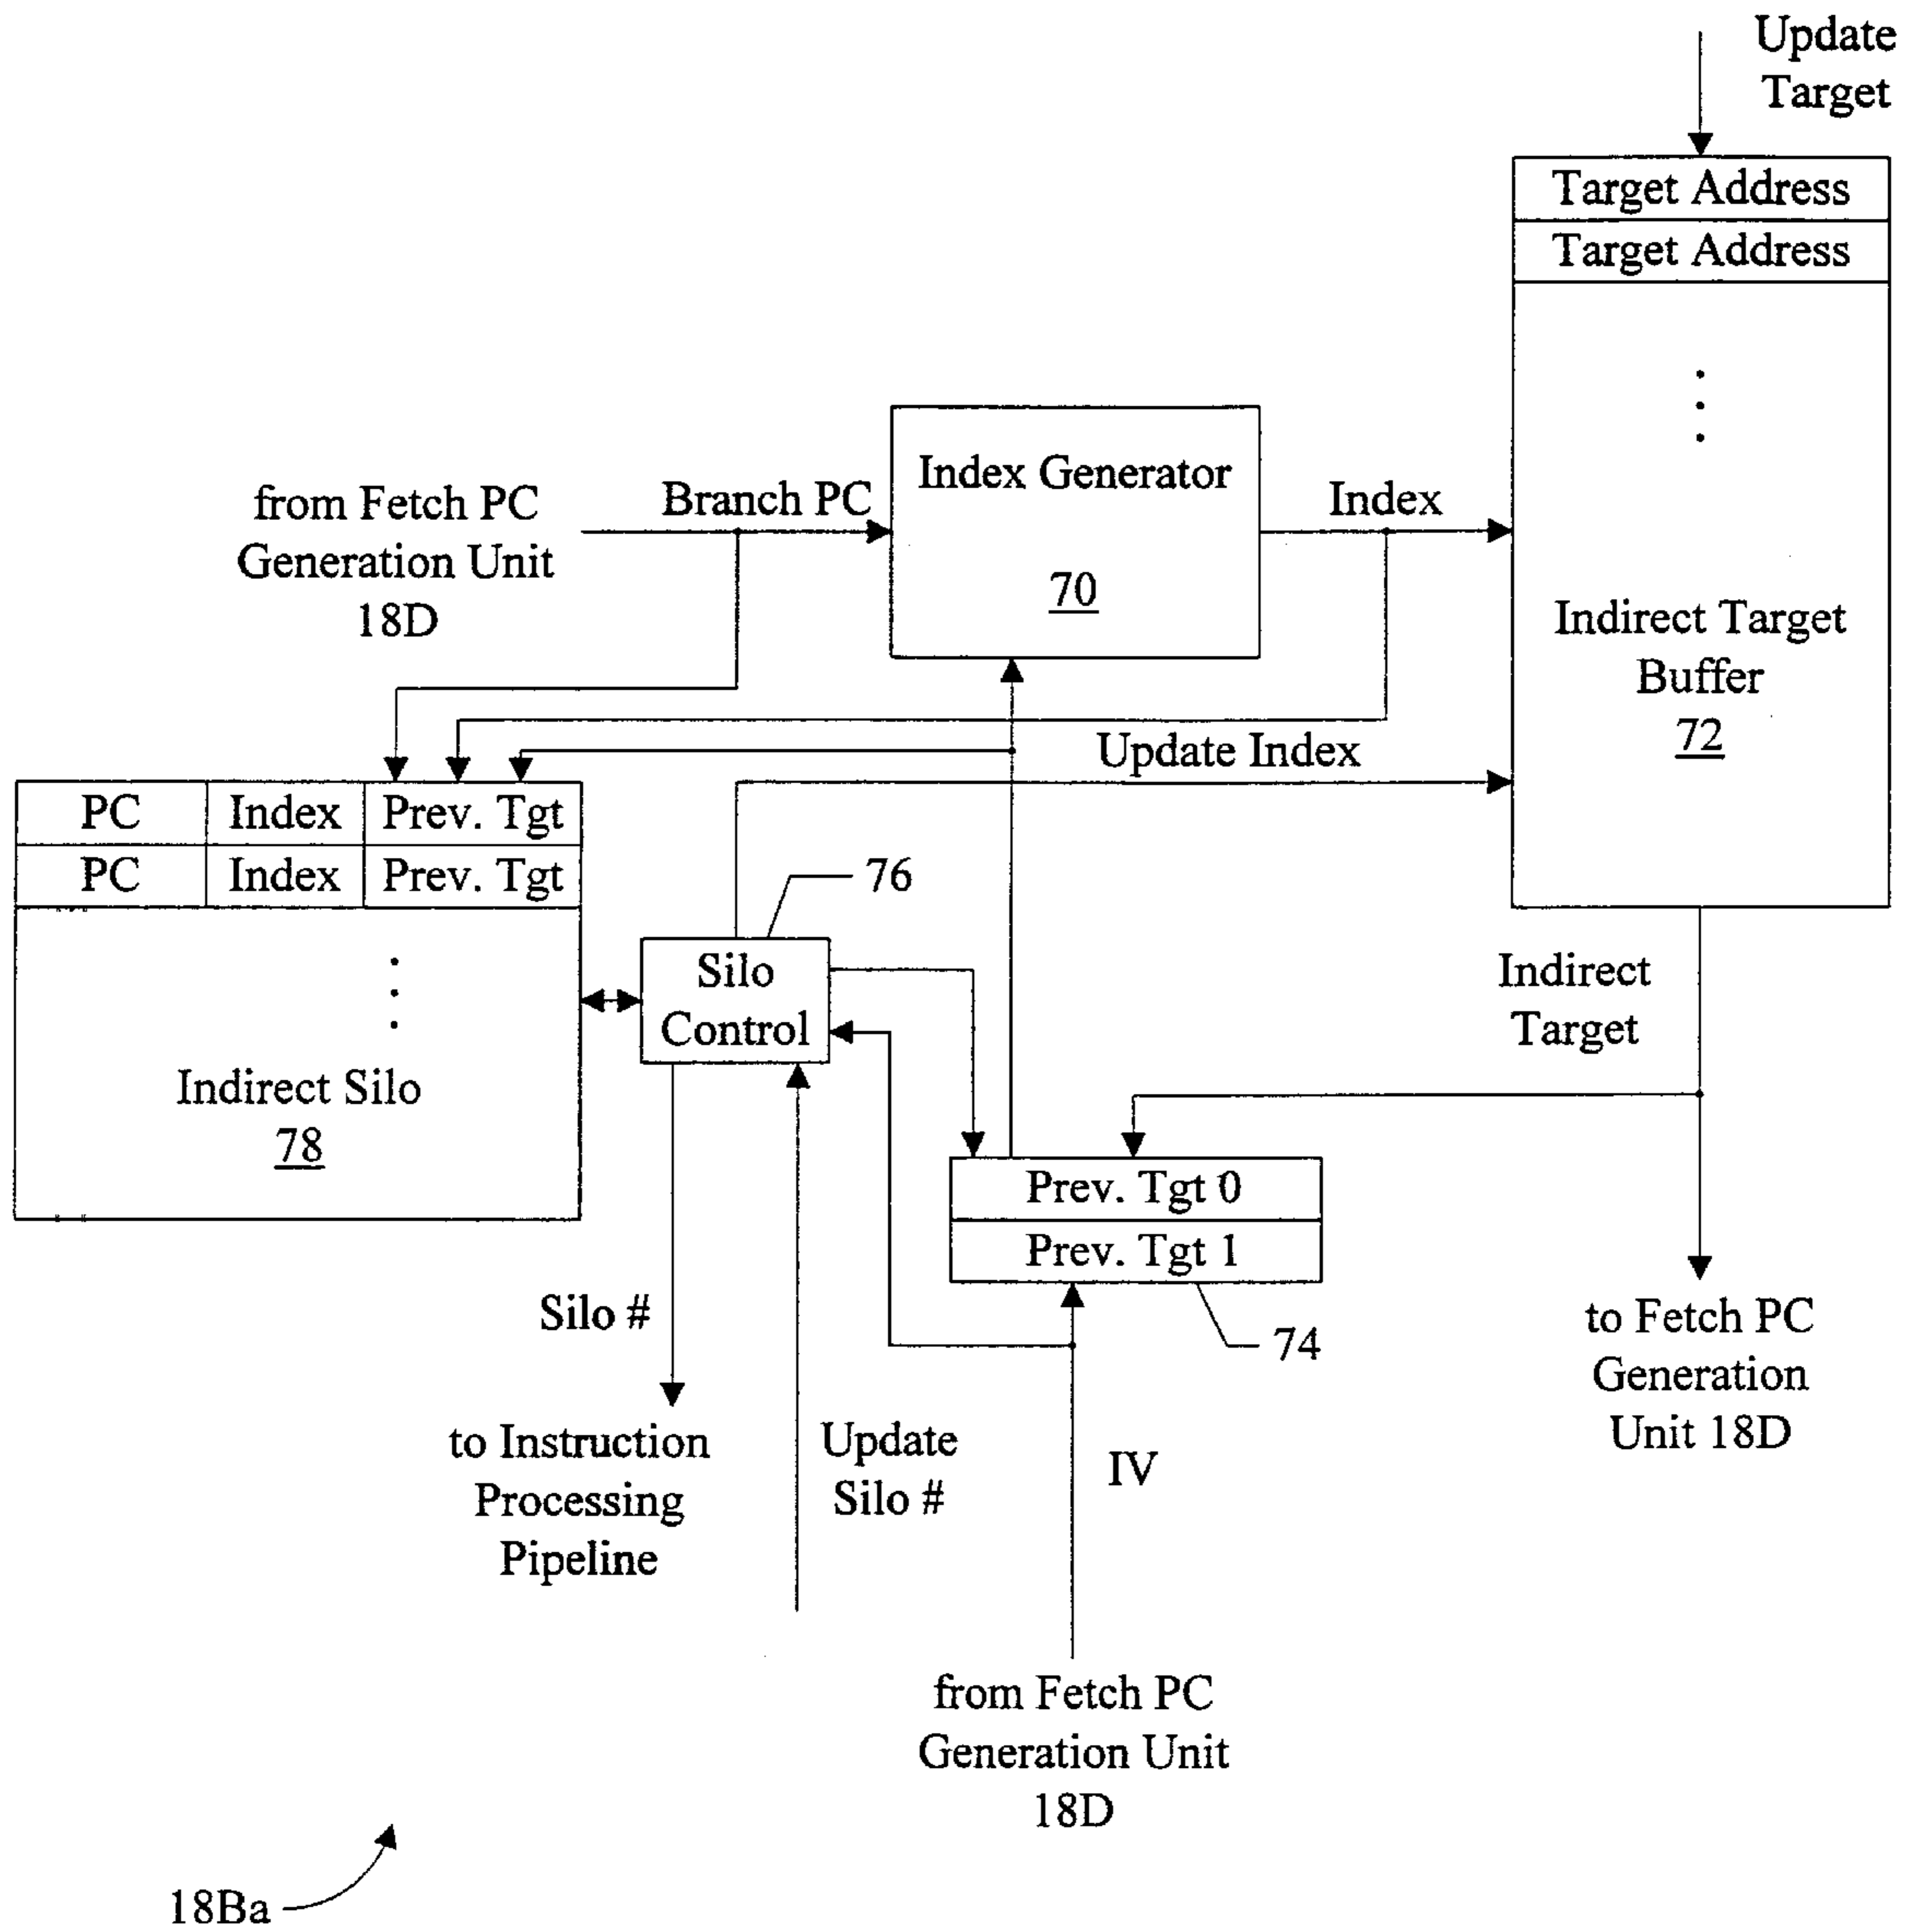 Update
Target
Target Address
Target Address
from Fetch PC
Generation Unit
18D
Branch PC
Index Generator
70
Index
Indirect Target
Buffer
72
Update Index
PC Index Prev. Tgt
PC Index Prev. Tgt
Indirect Silo
78
76
Silo
Control
Indirect
Target
Prev. Tgt 0
Prev. Tgt 1
74
Silo #
to Instruction
Processing
Pipeline
Update
Silo #
IV
to Fetch PC
Generation
Unit 18D
from Fetch PC
Generation Unit
18D
18Ba